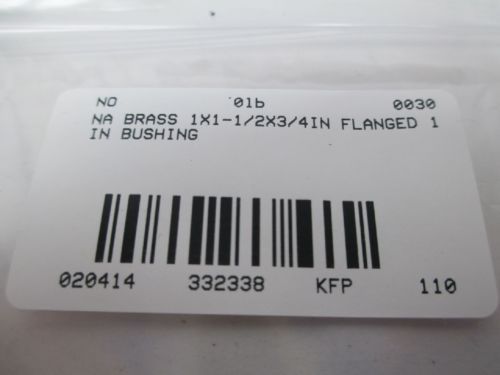 NO 01b 0030
NA BRASS 1X1-1/2X3/4IN FLANGED 1
IN BUSHING
020414 332338 KFP 110